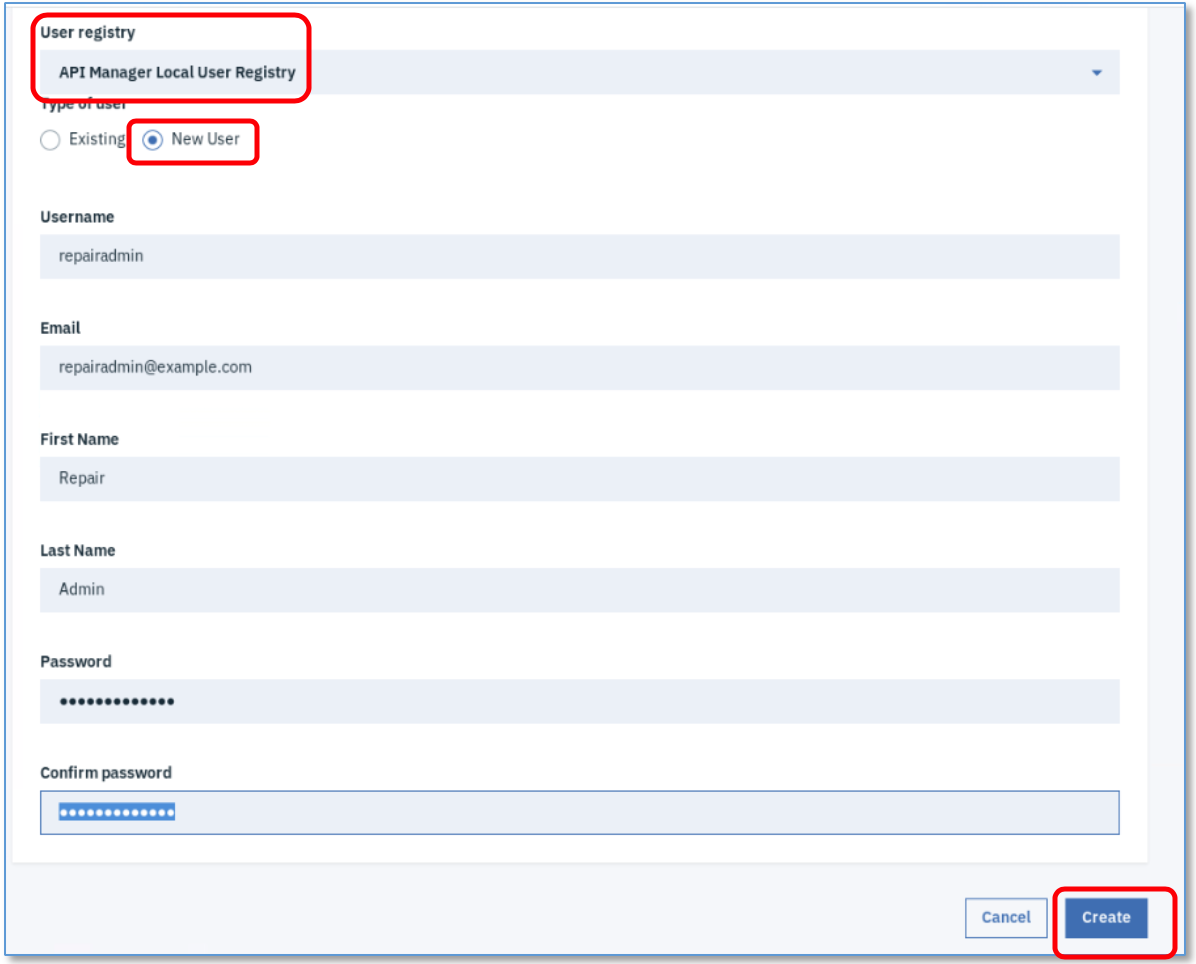 User registry
API Manager Local User Registry
Type of user
Existing New User
Username
repairadmin
Email
repairadmin@example.com
First Name
Repair
Last Name
Admin
Password
•••••••••••••
Confirm password
•••••••••••••
Cancel Create